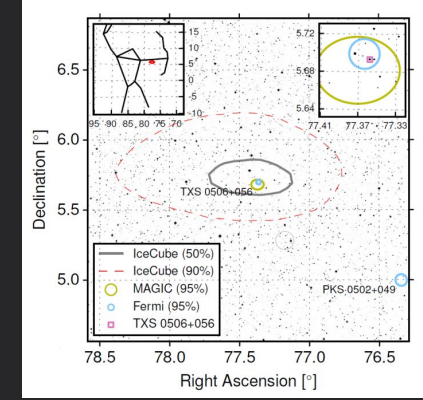 15
10
5
0
-5
-10
95 90 85 80 75 70
5.72
5.68
5.64
77.41 77.37 77.33
6.5
6.0
5.5
5.0
Declination [°]
TXS 0506+056
PKS 0502+049
IceCube (50%)
IceCube (90%)
MAGIC (95%)
Fermi (95%)
TXS 0506+056
78.5 78.0 77.5 77.0 76.5
Right Ascension [°]